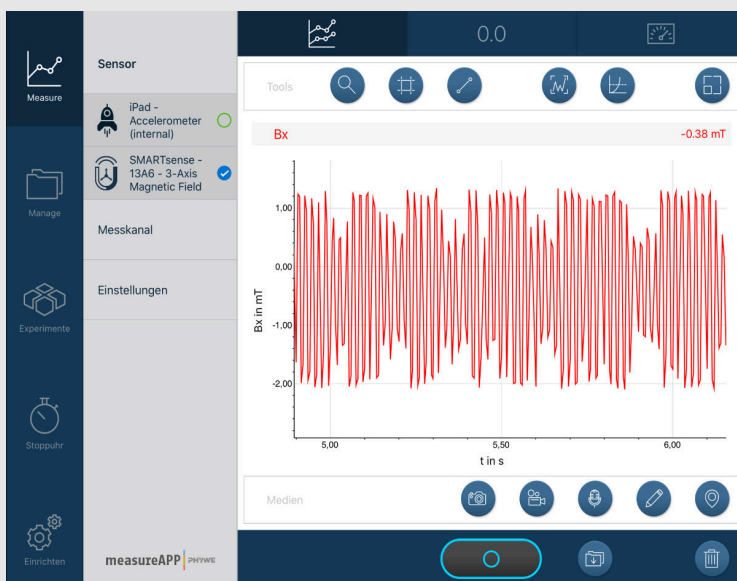 Measure
Manage
Experimente
Stoppuhr
Einrichten
Sensor
iPad -
Accelerometer
(internal)
SMARTsense -
13A6 - 3-Axis
Magnetic Field
Messkanal
Einstellungen
measureAPP PHYWE
0.0
Tools
Bx -0.38 mT
Bx in mT
1,00
0,00
-1,00
-2,00
5,00 5,50 6,00
t in s
Medien